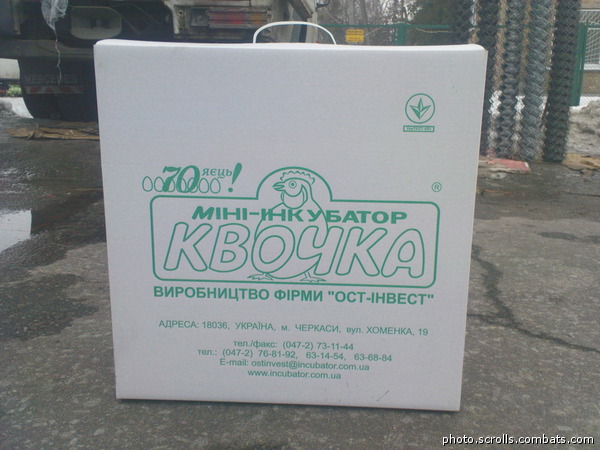 70 яєць!
®
МІНІ-ІНКУБАТОР
КВОЧКА
ВИРОБНИЦТВО ФІРМИ "ОСТ-ІНВЕСТ"
АДРЕСА: 18036, УКРАЇНА, м. ЧЕРКАСИ, вул. ХОМЕНКА, 19
тел./факс: (047-2) 73-11-44
тел.: (047-2) 76-81-92, 63-14-54, 63-68-84
E-mail: ostinvest@incubator.com.ua
www.incubator.com.ua
photo.scrolls.combats.com